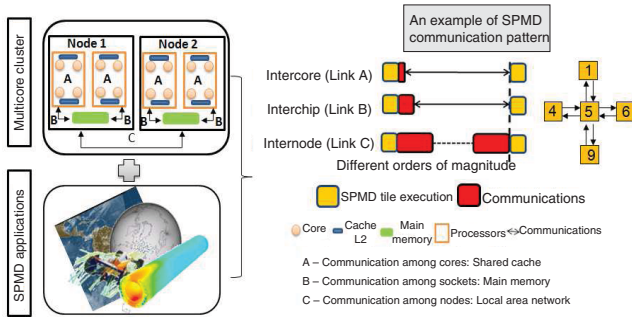 Multicore cluster
Node 1
Node 2
A
A
B
B
B
B
C
SPMD applications
An example of SPMD
communication pattern
Intercore (Link A)
Interchip (Link B)
Internode (Link C)
Different orders of magnitude
1
4
5
6
9
SPMD tile execution
Communications
Core
Cache
L2
Main
memory
Processors
Communications
A – Communication among cores: Shared cache
B – Communication among sockets: Main memory
C – Communication among nodes: Local area network